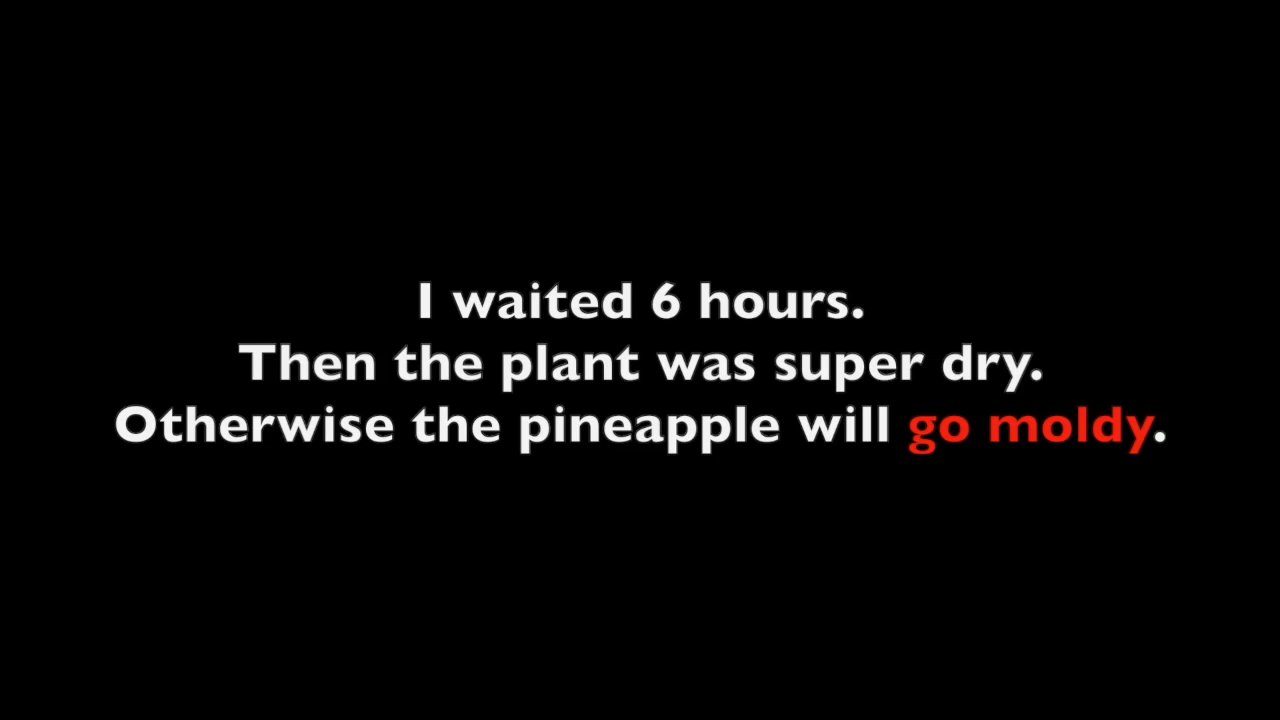 I waited 6 hours.
Then the plant was super dry.
Otherwise the pineapple will go moldy.